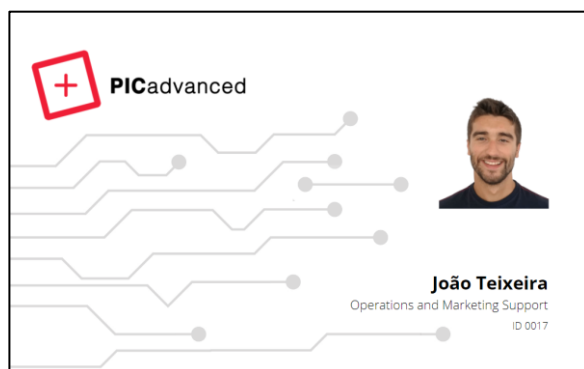 PICadvanced
João Teixeira
Operations and Marketing Support
ID 0017